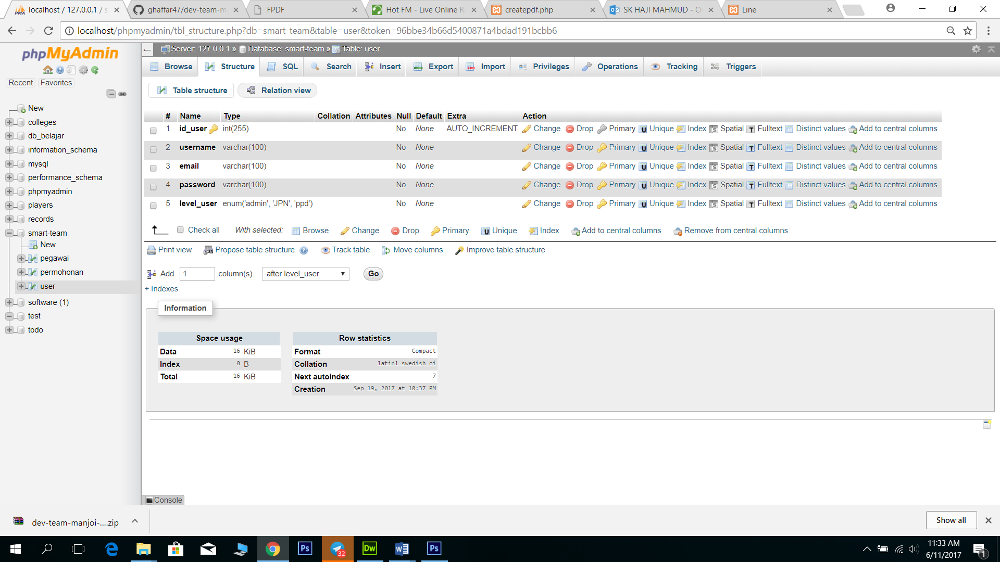 localhost / 127.0.0.1 / s
ghaffar47/dev-team-m
FPDF
Hot FM - Live Online R
createpdf.php
SK HAJI MAHMUD - O
Line
localhost/phpmyadmin/tbl_structure.php?db=smart-team&table=user&token=96bbe34b66d5400871a4bdad191bcbb6
phpMyAdmin
Recent Favorites
New
colleges
db_belajar
information_schema
mysql
performance_schema
phpmyadmin
players
records
smart-team
New
pegawai
permohonan
user
software (1)
test
todo
Server: 127.0.0.1 » Database: smart-team » Table: user
Browse Structure SQL Search Insert Export Import Privileges Operations Tracking Triggers
Table structure Relation view
# Name Type Collation Attributes Null Default Extra Action
1 id_user int(255) No None AUTO_INCREMENT Change Drop Primary Unique Index Spatial Fulltext Distinct values Add to central columns
2 username varchar(100) No None Change Drop Primary Unique Index Spatial Fulltext Distinct values Add to central columns
3 email varchar(100) No None Change Drop Primary Unique Index Spatial Fulltext Distinct values Add to central columns
4 password varchar(100) No None Change Drop Primary Unique Index Spatial Fulltext Distinct values Add to central columns
5 level_user enum('admin', 'JPN', 'ppd') No None Change Drop Primary Unique Index Spatial Fulltext Distinct values Add to central columns
Check all With selected: Browse Change Drop Primary Unique Index Add to central columns Remove from central columns
Print view Propose table structure Track table Move columns Improve table structure
Add 1 column(s) after level_user Go
+ Indexes
Information
Space usage
Data 16 KiB
Index 0 B
Total 16 KiB
Row statistics
Format Compact
Collation latin1_swedish_ci
Next autoindex 7
Creation Sep 19, 2017 at 10:37 PM
Console
dev-team-manjoi-....zip
Show all
Ps
32
Dw
Ps
11:33 AM
6/11/2017
1